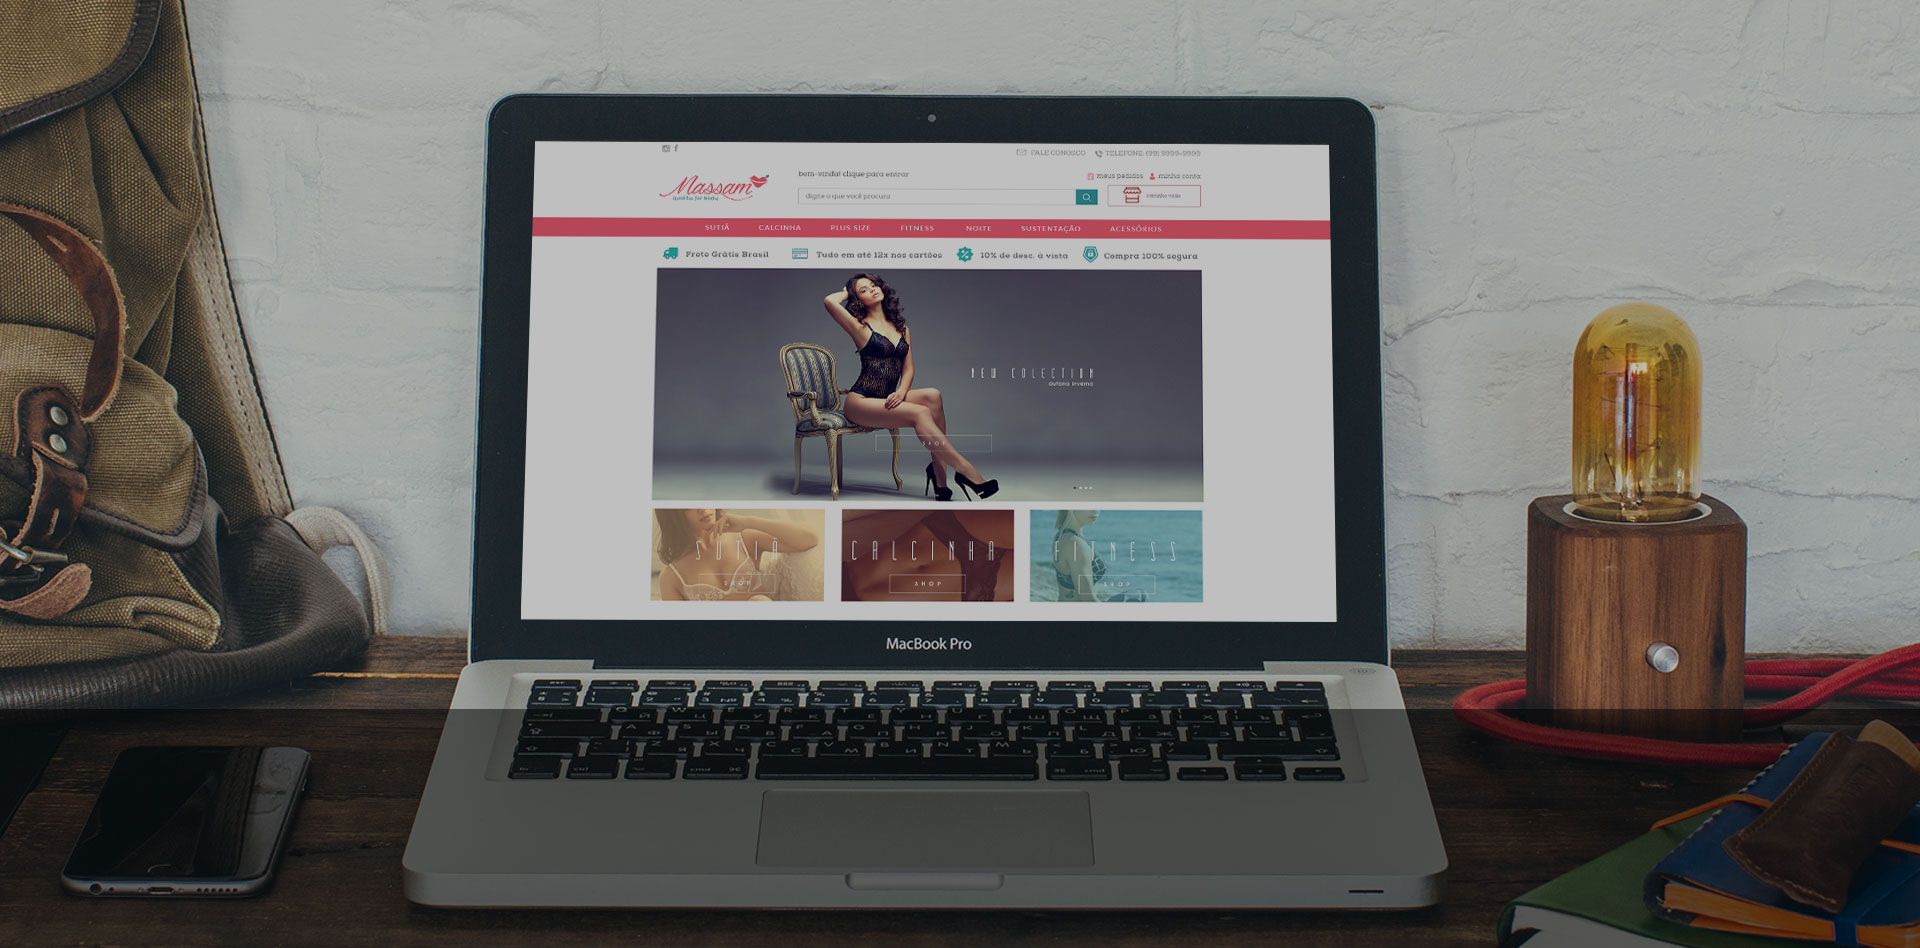 f
FALE CONOSCO
TELEFONE: (99) 9999-9999
Massam
quality for body
bem-vinda! clique para entrar
meus pedidos
minha conta
digite o que você procura
carrinho vazio
SUTIÃ CALCINHA PLUS SIZE FITNESS NOITE SUSTENTAÇÃO ACESSÓRIOS
Frete Grátis Brasil
Tudo em até 12x nos cartões
10% de desc. à vista
Compra 100% segura
NEW COLECTION
outono inverno
SHOP
SUTIÃ
SHOP
CALCINHA
SHOP
FITNESS
SHOP
MacBook Pro